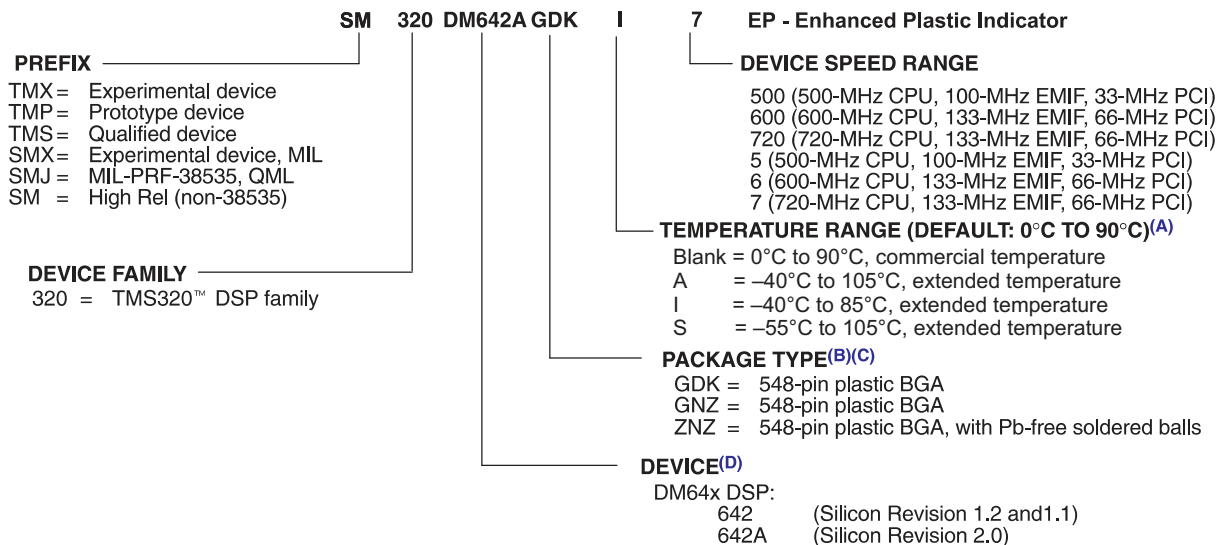 SM 320 DM642A GDK I 7 EP - Enhanced Plastic Indicator
PREFIX
TMX = Experimental device
TMP = Prototype device
TMS = Qualified device
SMX = Experimental device, MIL
SMJ = MIL-PRF-38535, QML
SM = High Rel (non-38535)
DEVICE SPEED RANGE
500 (500-MHz CPU, 100-MHz EMIF, 33-MHz PCI)
600 (600-MHz CPU, 133-MHz EMIF, 66-MHz PCI)
720 (720-MHz CPU, 133-MHz EMIF, 66-MHz PCI)
5 (500-MHz CPU, 100-MHz EMIF, 33-MHz PCI)
6 (600-MHz CPU, 133-MHz EMIF, 66-MHz PCI)
7 (720-MHz CPU, 133-MHz EMIF, 66-MHz PCI)
TEMPERATURE RANGE (DEFAULT: 0°C TO 90°C)(A)
Blank = 0°C to 90°C, commercial temperature
A = –40°C to 105°C, extended temperature
I = –40°C to 85°C, extended temperature
S = –55°C to 105°C, extended temperature
DEVICE FAMILY
320 = TMS320™ DSP family
PACKAGE TYPE(B)(C)
GDK = 548-pin plastic BGA
GNZ = 548-pin plastic BGA
ZNZ = 548-pin plastic BGA, with Pb-free soldered balls
DEVICE(D)
DM64x DSP:
642 (Silicon Revision 1.2 and1.1)
642A (Silicon Revision 2.0)